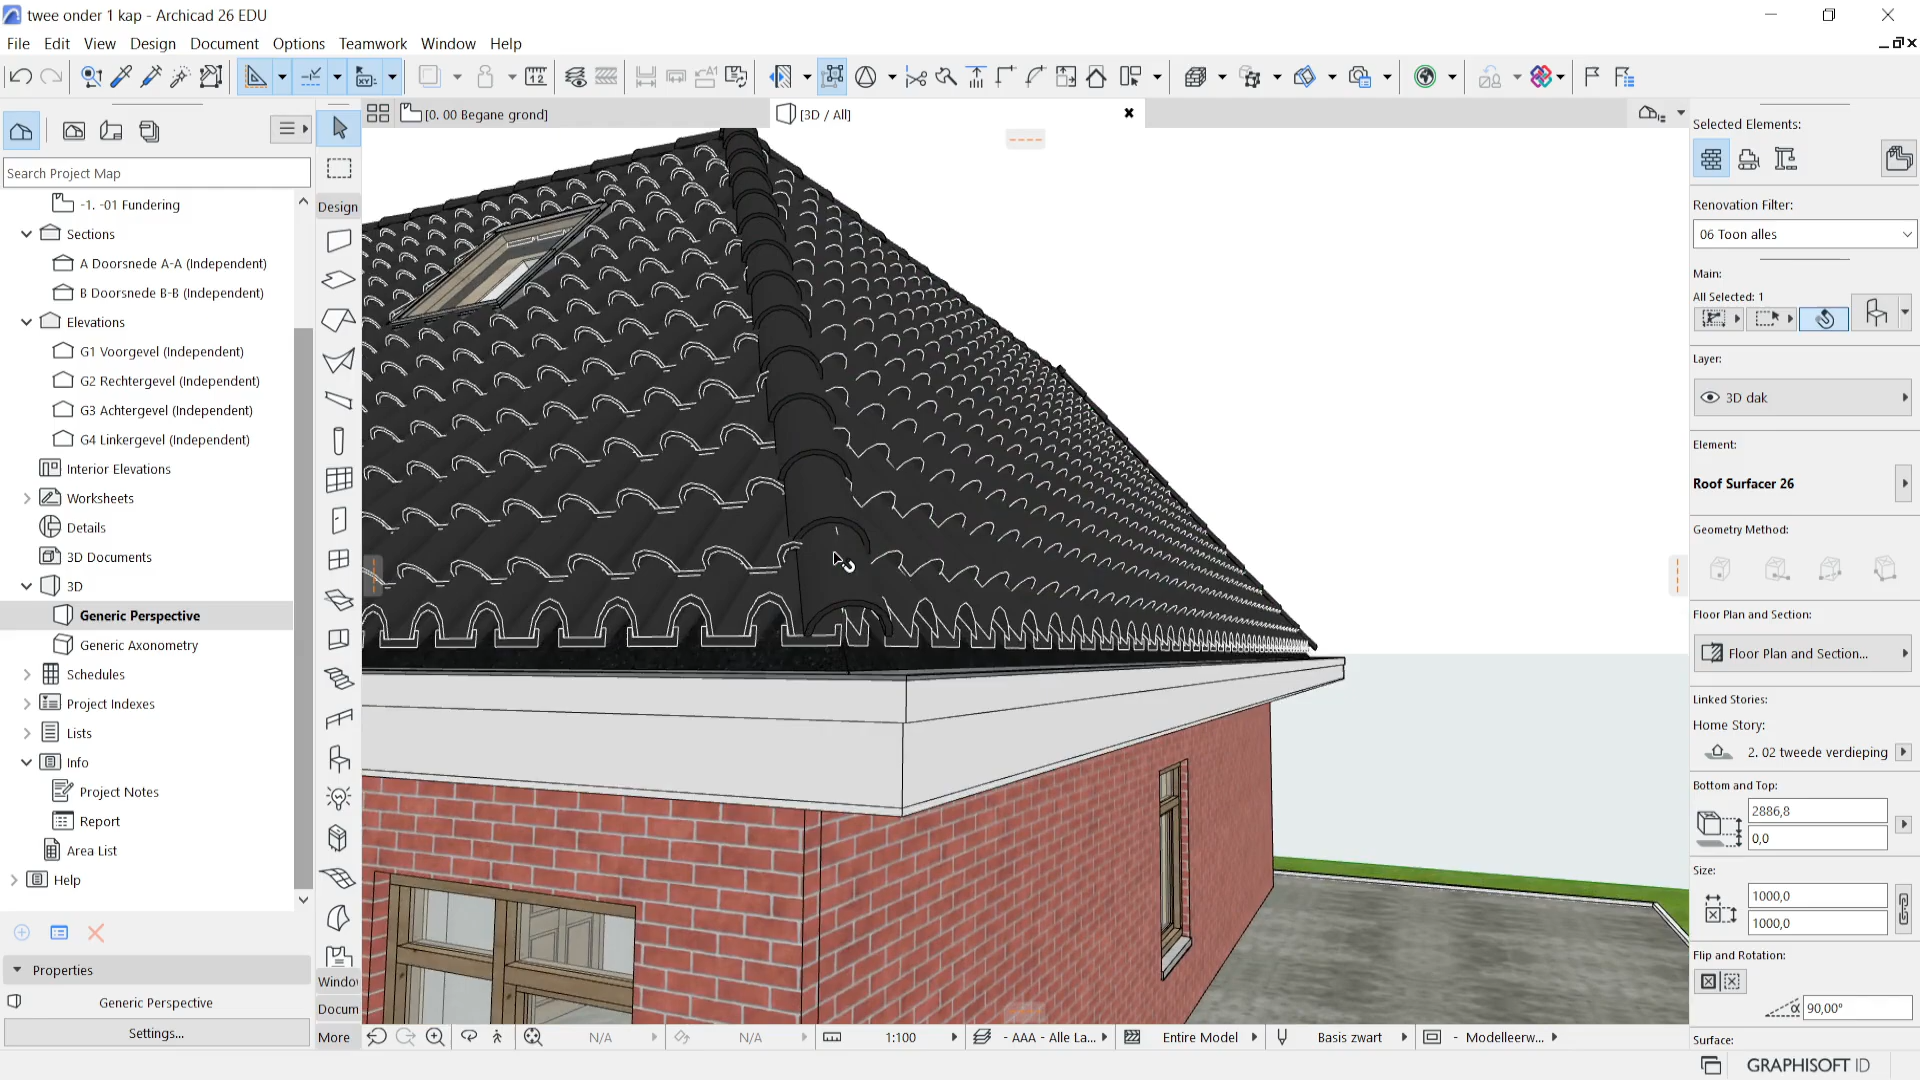 twee onder 1 kap - Archicad 26 EDU
File Edit View Design Document Options Teamwork Window Help
[0. 00 Begane grond]
[3D / All]
Search Project Map
-1. -01 Fundering
Sections
A Doorsnede A-A (Independent)
B Doorsnede B-B (Independent)
Elevations
G1 Voorgevel (Independent)
G2 Rechtergevel (Independent)
G3 Achtergevel (Independent)
G4 Linkergevel (Independent)
Interior Elevations
Worksheets
Details
3D Documents
3D
Generic Perspective
Generic Axonometry
Schedules
Project Indexes
Lists
Info
Project Notes
Report
Area List
Help
Properties
Generic Perspective
Settings...
Design
Windo
Docum
More
N/A
N/A
1:100
- AAA - Alle La...
Entire Model
Basis zwart
- Modelleerw...
Selected Elements:
Renovation Filter:
06 Toon alles
Main:
All Selected: 1
Layer:
3D dak
Element:
Roof Surfacer 26
Geometry Method:
Floor Plan and Section:
Floor Plan and Section...
Linked Stories:
Home Story:
2. 02 tweede verdieping
Bottom and Top:
2886,8
0,0
Size:
1000,0
1000,0
Flip and Rotation:
α 90,00°
Surface:
GRAPHISOFT ID